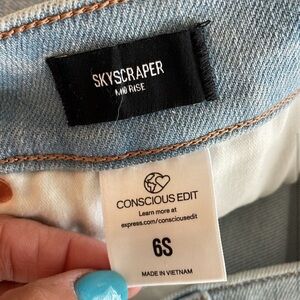 SKYSCRAPER
MID RISE
CONSCIOUS EDIT
Learn more at
express.com/consciousedit
6S
MADE IN VIETNAM